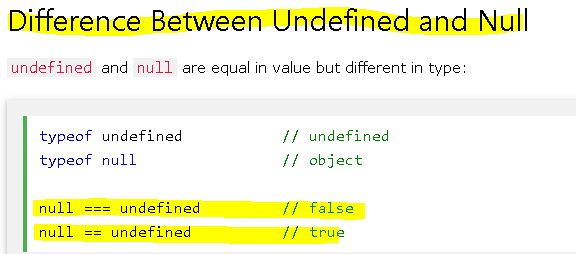 Difference Between Undefined and Null
undefined and null are equal in value but different in type:
typeof undefined // undefined
typeof null // object
null === undefined // false
null == undefined // true